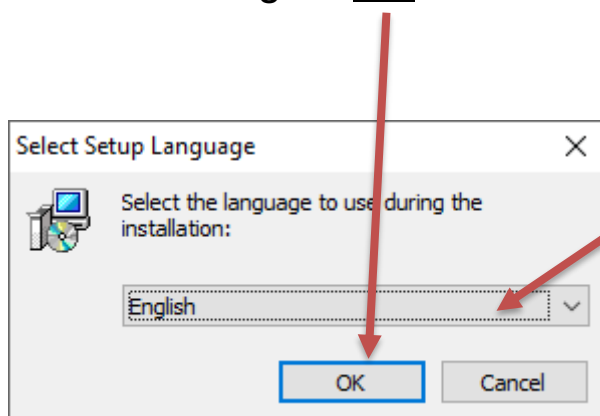 Select Setup Language
Select the language to use during the
installation:
English
OK
Cancel